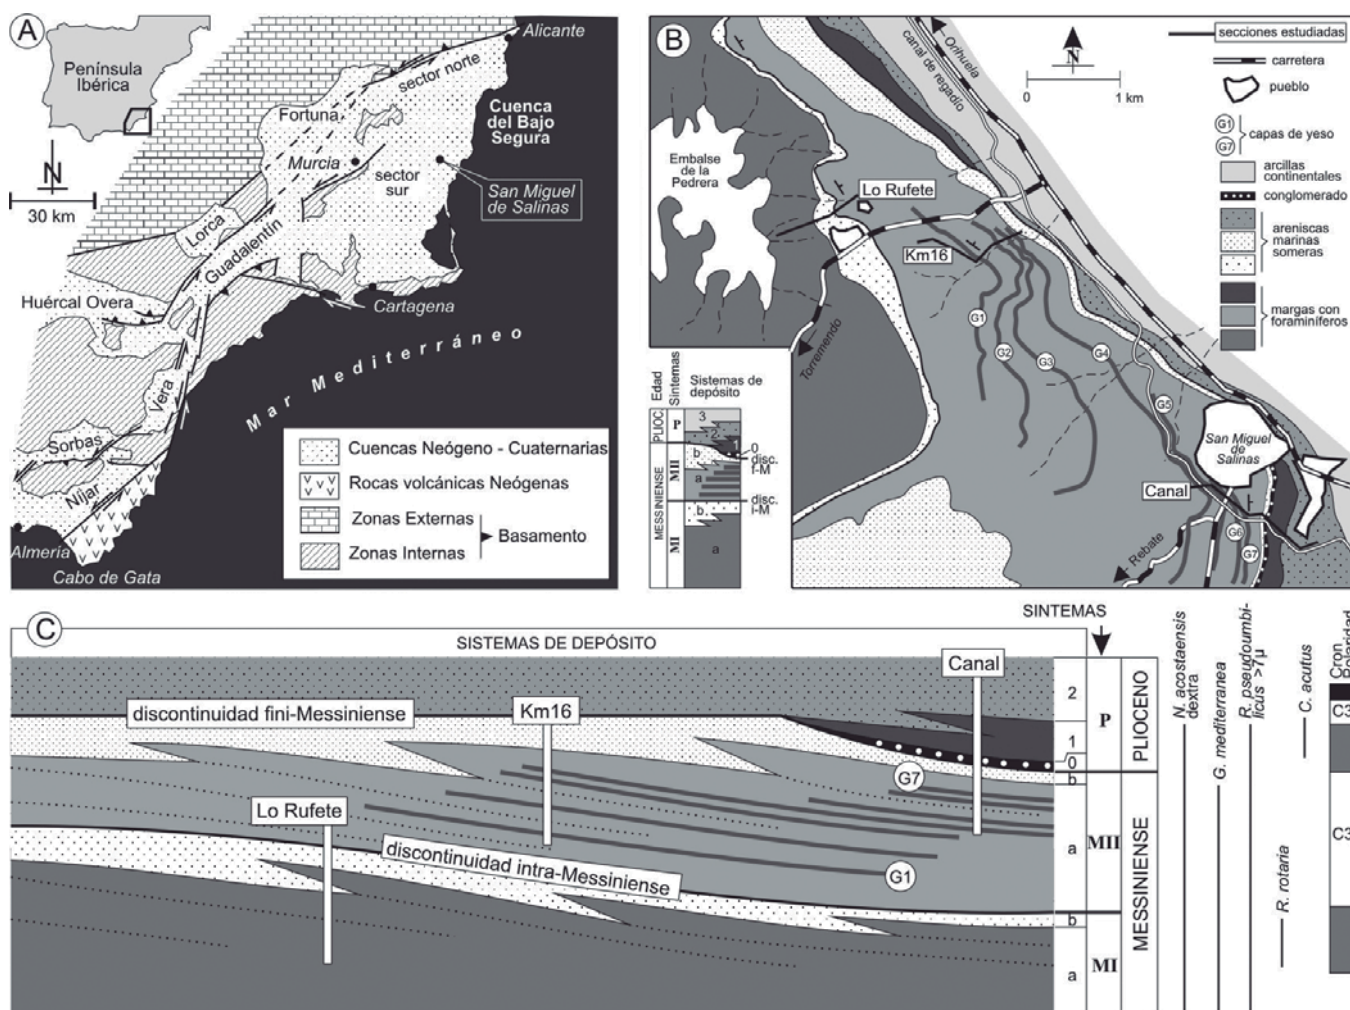 A
Península
Ibérica
N
30 km
Alicante
sector norte
Fortuna
Cuenca
del Bajo
Segura
Murcia
sector
sur
San Miguel
de Salinas
Lorca
Guadalentín
Huércal Overa
Cartagena
Mar Mediterráneo
Vera
Sorbas
Níjar
Almería
Cabo de Gata
Cuencas Neógeno - Cuaternarias
Rocas volcánicas Neógenas
Zonas Externas
Basamento
Zonas Internas
B
Orihuela
canal de regadío
N
0
1 km
secciones estudiadas
carretera
pueblo
G1
G7
capas de yeso
arcillas
continentales
conglomerado
areniscas
marinas
someras
margas con
foraminíferos
Embalse
de la
Pedrera
Lo Rufete
Km16
Torremendo
G1
G2
G3
G4
G5
San Miguel
de
Salinas
Canal
Rebate
G6
G7
Edad
Sintemas
Sistemas de
depósito
PLIOC
P
3
2
1
0
disc.
f-M
MESSINIENSE
MII
b
a
disc.
i-M
MI
b
a
C
SISTEMAS DE DEPÓSITO
SINTEMAS
discontinuidad fini-Messiniense
Km16
Canal
G7
Lo Rufete
discontinuidad intra-Messiniense
G1
2
1
0
b
a
b
a
P
MII
MI
PLIOCENO
MESSINIENSE
N. acostaensis
dextra
G. mediterranea
R. pseudoumbi-
licus >7µ
R. rotaria
C. acutus
Cron
Polaridad
C3
C3